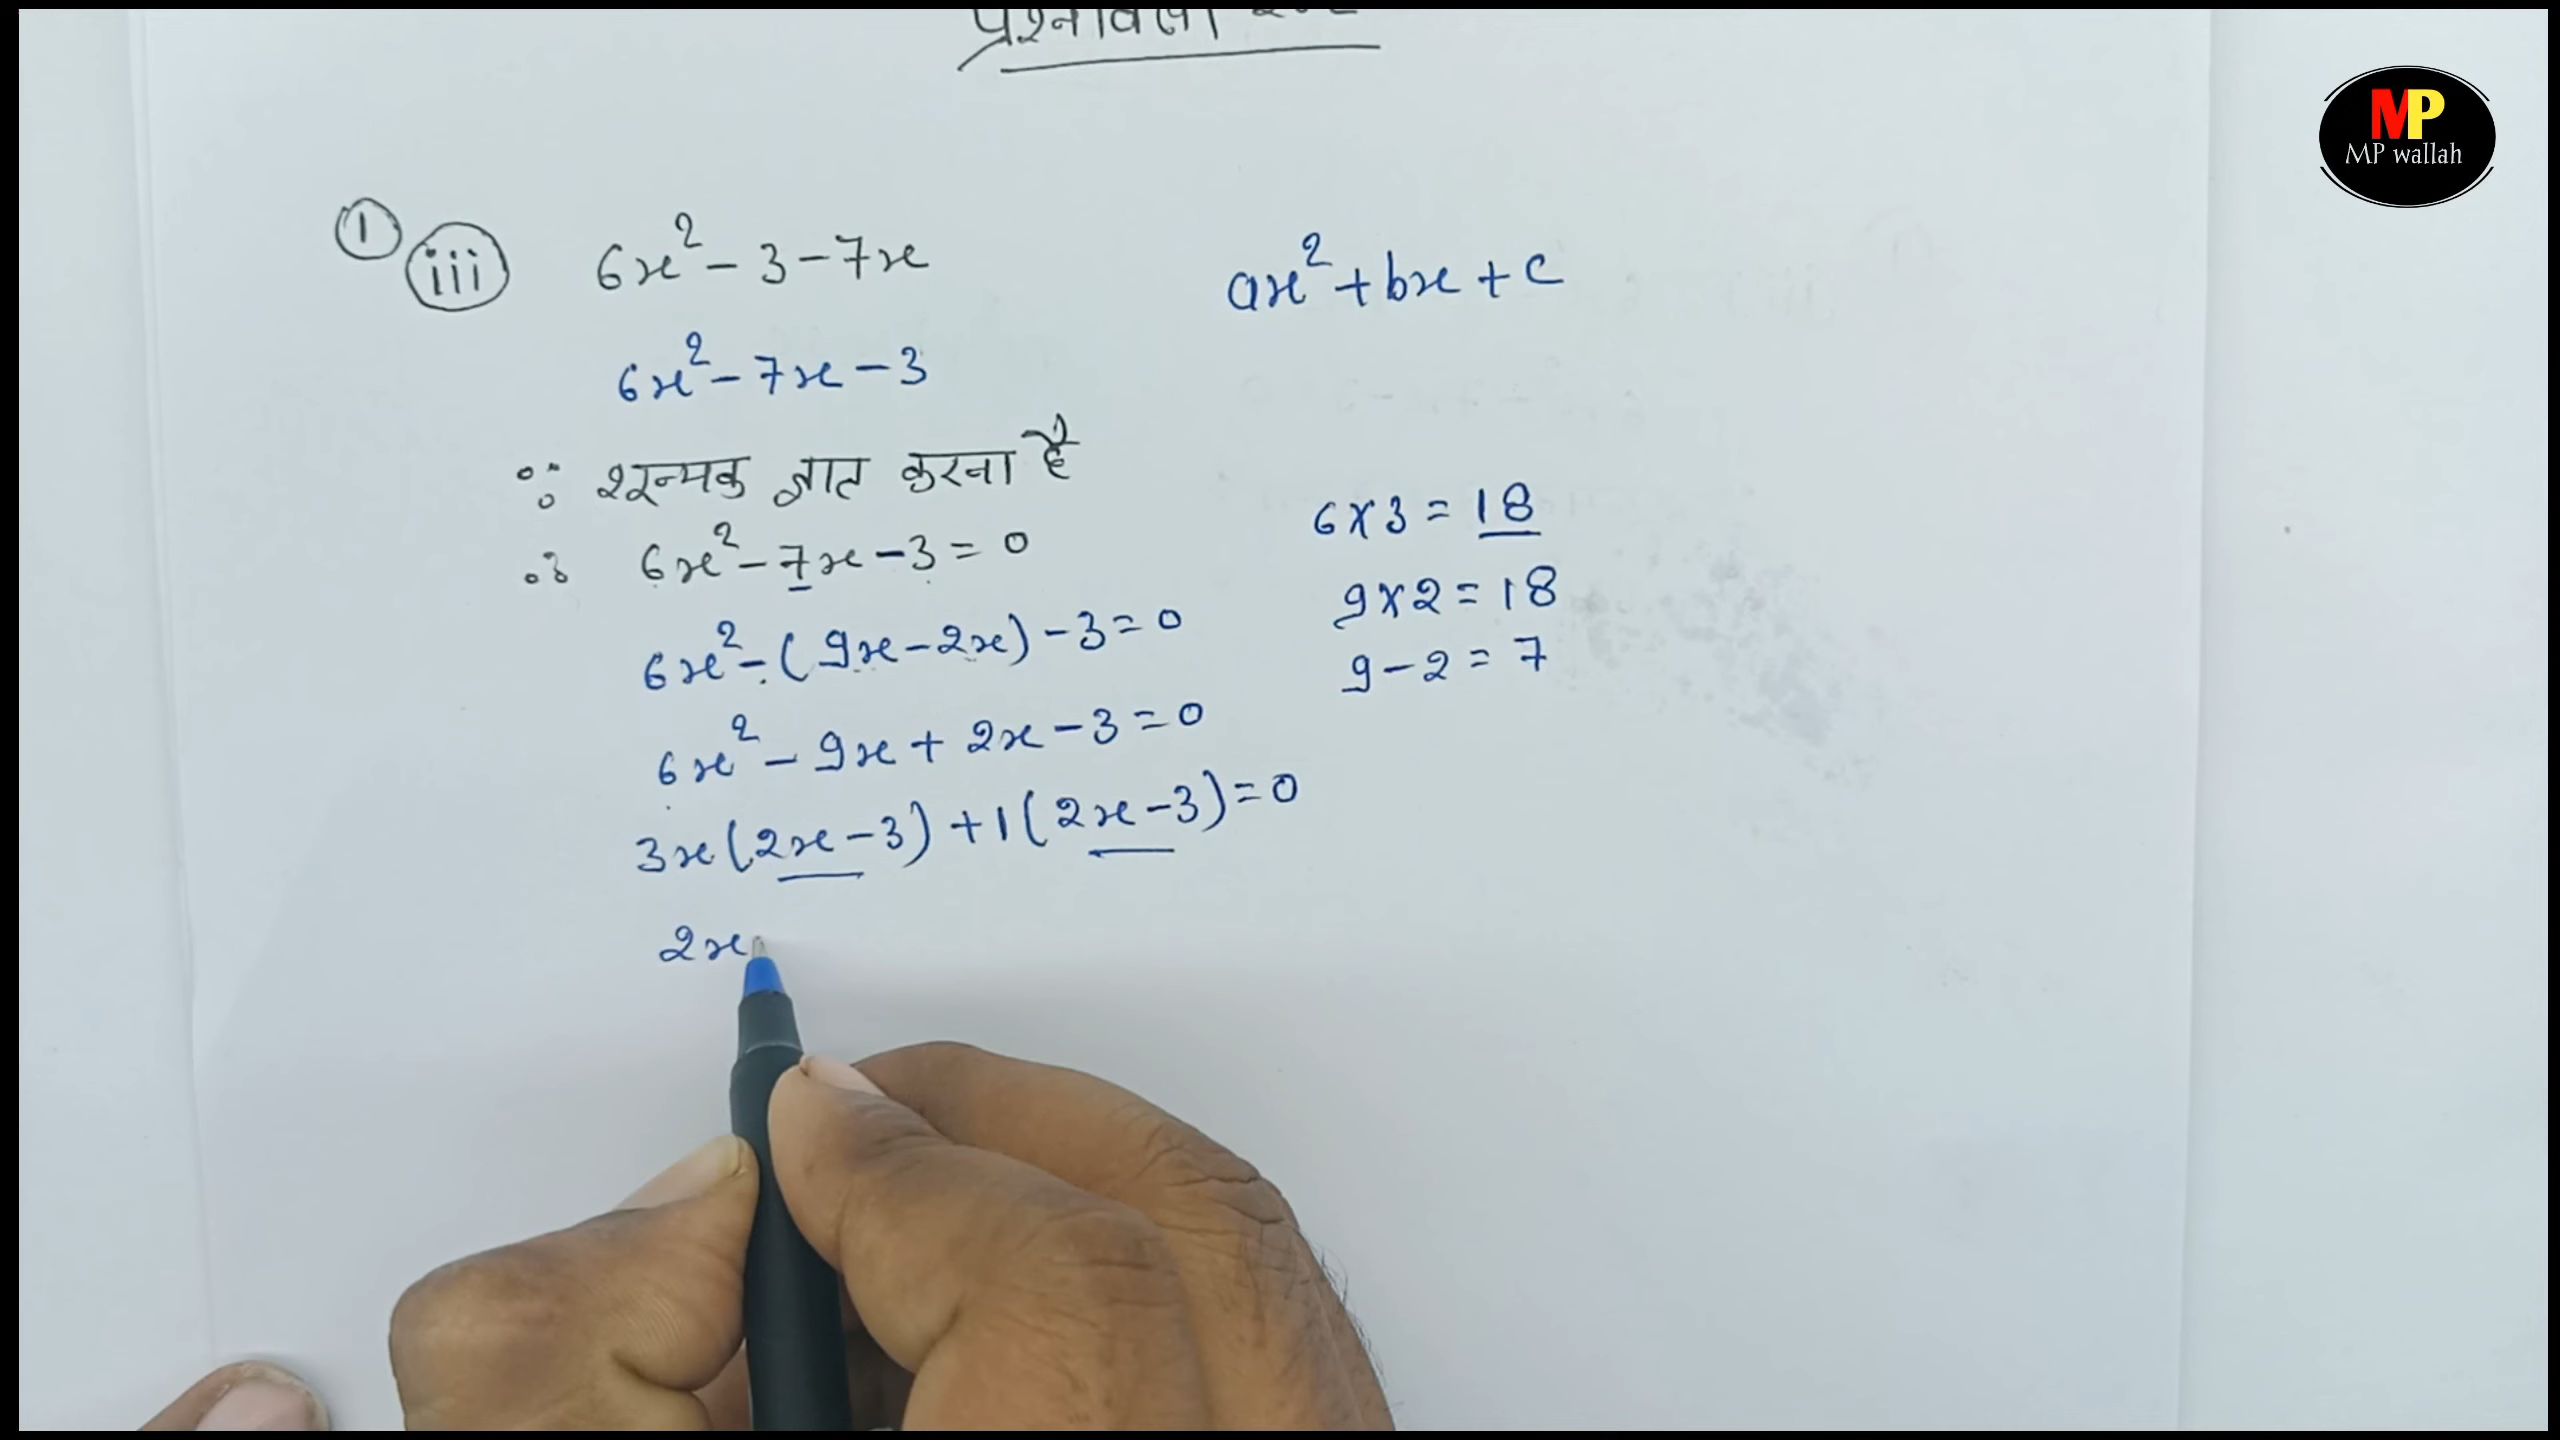 प्रश्नावली
① iii 6x² - 3 - 7x
ax² + bx + c
6x² - 7x - 3
∵ शून्यक ज्ञात करना है
∴ 6x² - 7x - 3 = 0
6x² - (9x - 2x) - 3 = 0
6x² - 9x + 2x - 3 = 0
3x(2x - 3) + 1(2x - 3) = 0
2x
6 × 3 = 18
9 × 2 = 18
9 - 2 = 7
MP
MP wallah